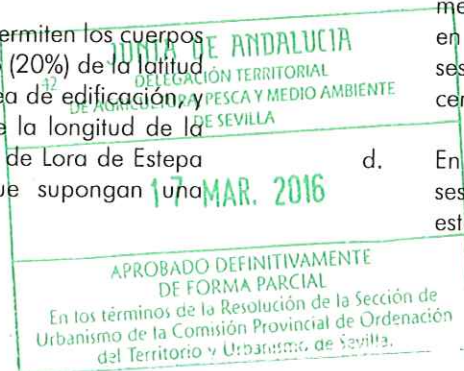 ermiten los cuerpos
(20%) de la latitud
ea de edificación, y
e la longitud de la
de Lora de Estepa
ue supongan una
JUNTA DE ANDALUCIA
DELEGACIÓN TERRITORIAL
DE AGRICULTURA, PESCA Y MEDIO AMBIENTE
DE SEVILLA
17 MAR. 2016
APROBADO DEFINITIVAMENTE
DE FORMA PARCIAL
En los términos de la Resolución de la Sección de
Urbanismo de la Comisión Provincial de Ordenación
del Territorio y Urbanismo de Sevilla.
me
en
ses
cer
d. En
ses
est